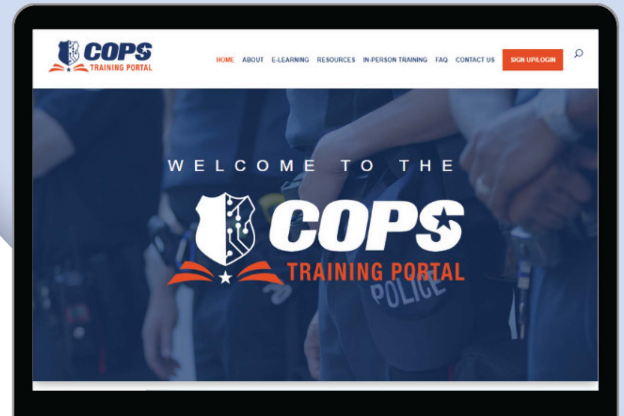 COPS
TRAINING PORTAL
HOME ABOUT E-LEARNING RESOURCES IN-PERSON TRAINING FAQ CONTACT US SIGN UP/LOGIN
WELCOME TO THE
COPS
TRAINING PORTAL
POLICE